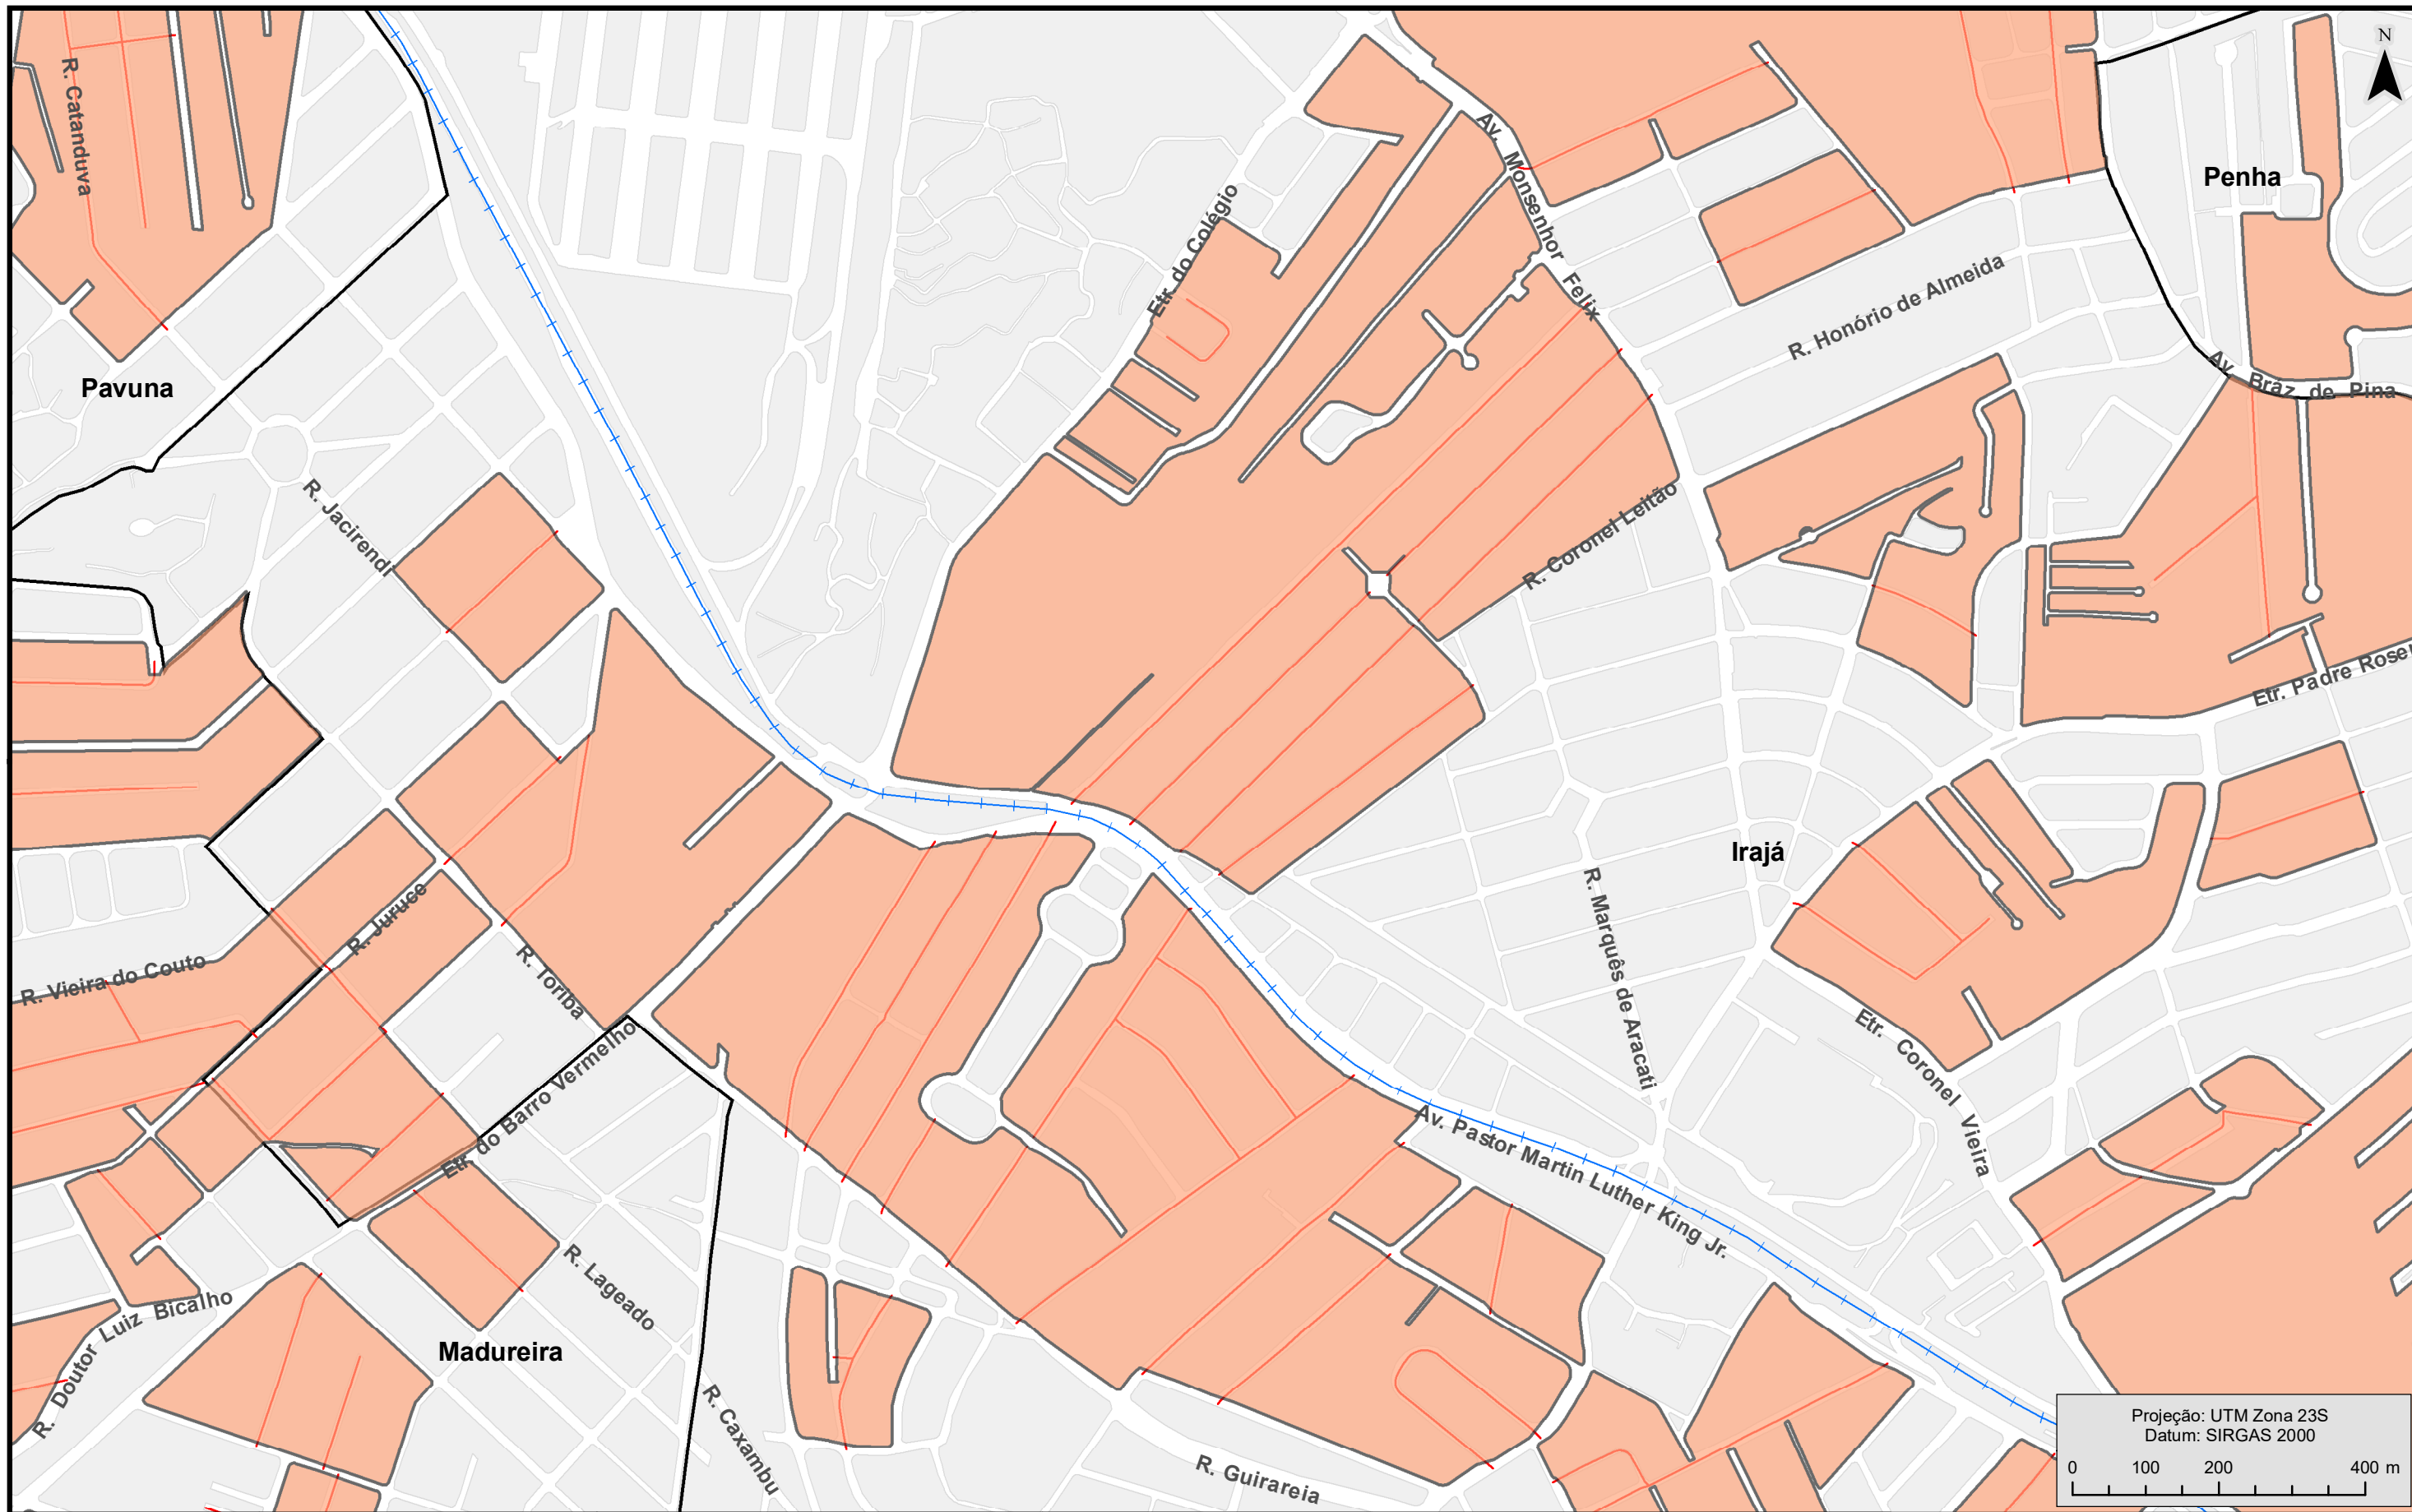 N
R. Catanduva
Av. Monsenhor Felix
Penha
Etr. do Colégio
R. Honório de Almeida
Pavuna
Av. Braz de Pina
R. Jacirendi
R. Coronel Leitão
Etr. Padre
Irajá
R. Juruce
R. Marquês de Aracati
R. Vieira do Couto
R. Toriba
Etr. Coronel Vieira
Etr. do Barro Vermelho
Av. Pastor Martin Luther King Jr.
R. Lageado
R. Doutor Luiz Bicalho
Madureira
R. Caxambu
R. Guirareia
Projeção: UTM Zona 23S
Datum: SIRGAS 2000
0 100 200 400 m